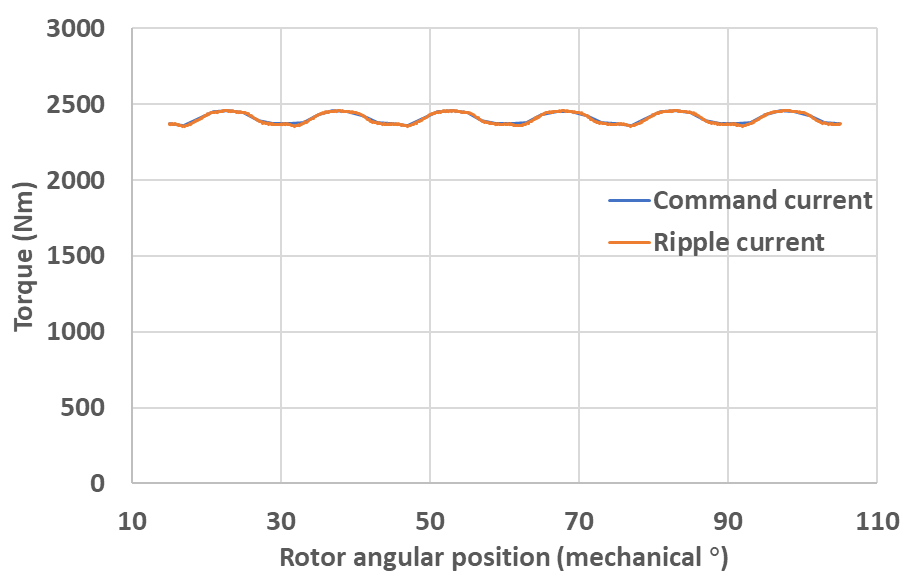 3000
2500
2000
1500
1000
500
0
Torque (Nm)
Command current
Ripple current
10 30 50 70 90 110
Rotor angular position (mechanical °)